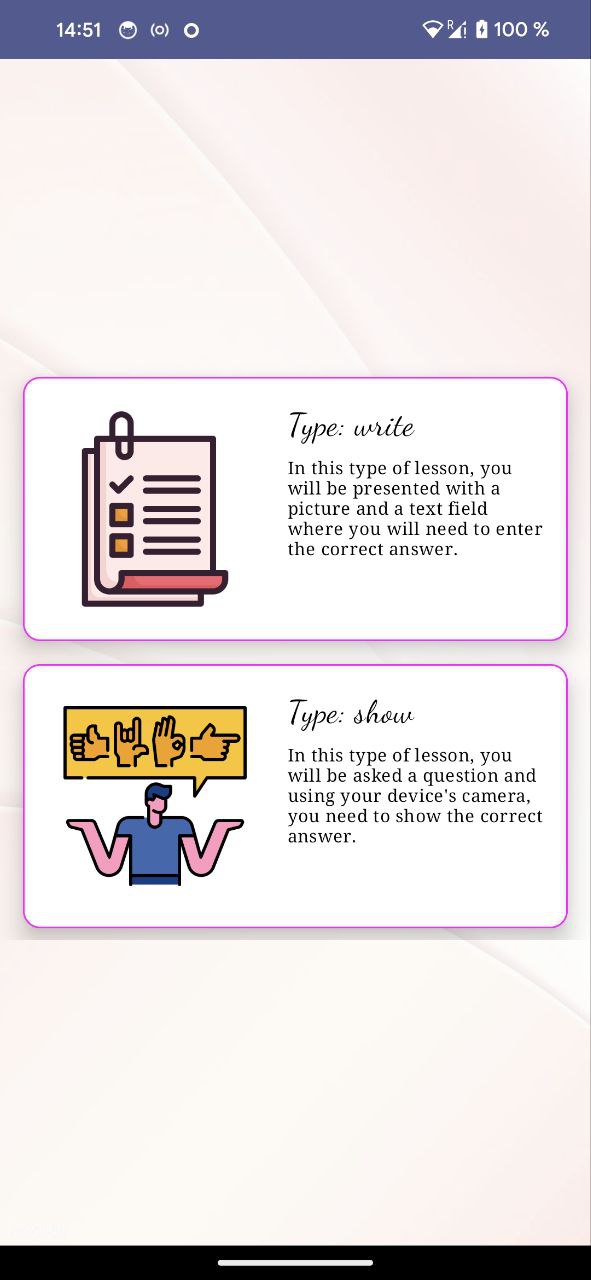 14:51
R
100 %
Type: write
In this type of lesson, you
will be presented with a
picture and a text field
where you will need to enter
the correct answer.
Type: show
In this type of lesson, you
will be asked a question and
using your device's camera,
you need to show the correct
answer.